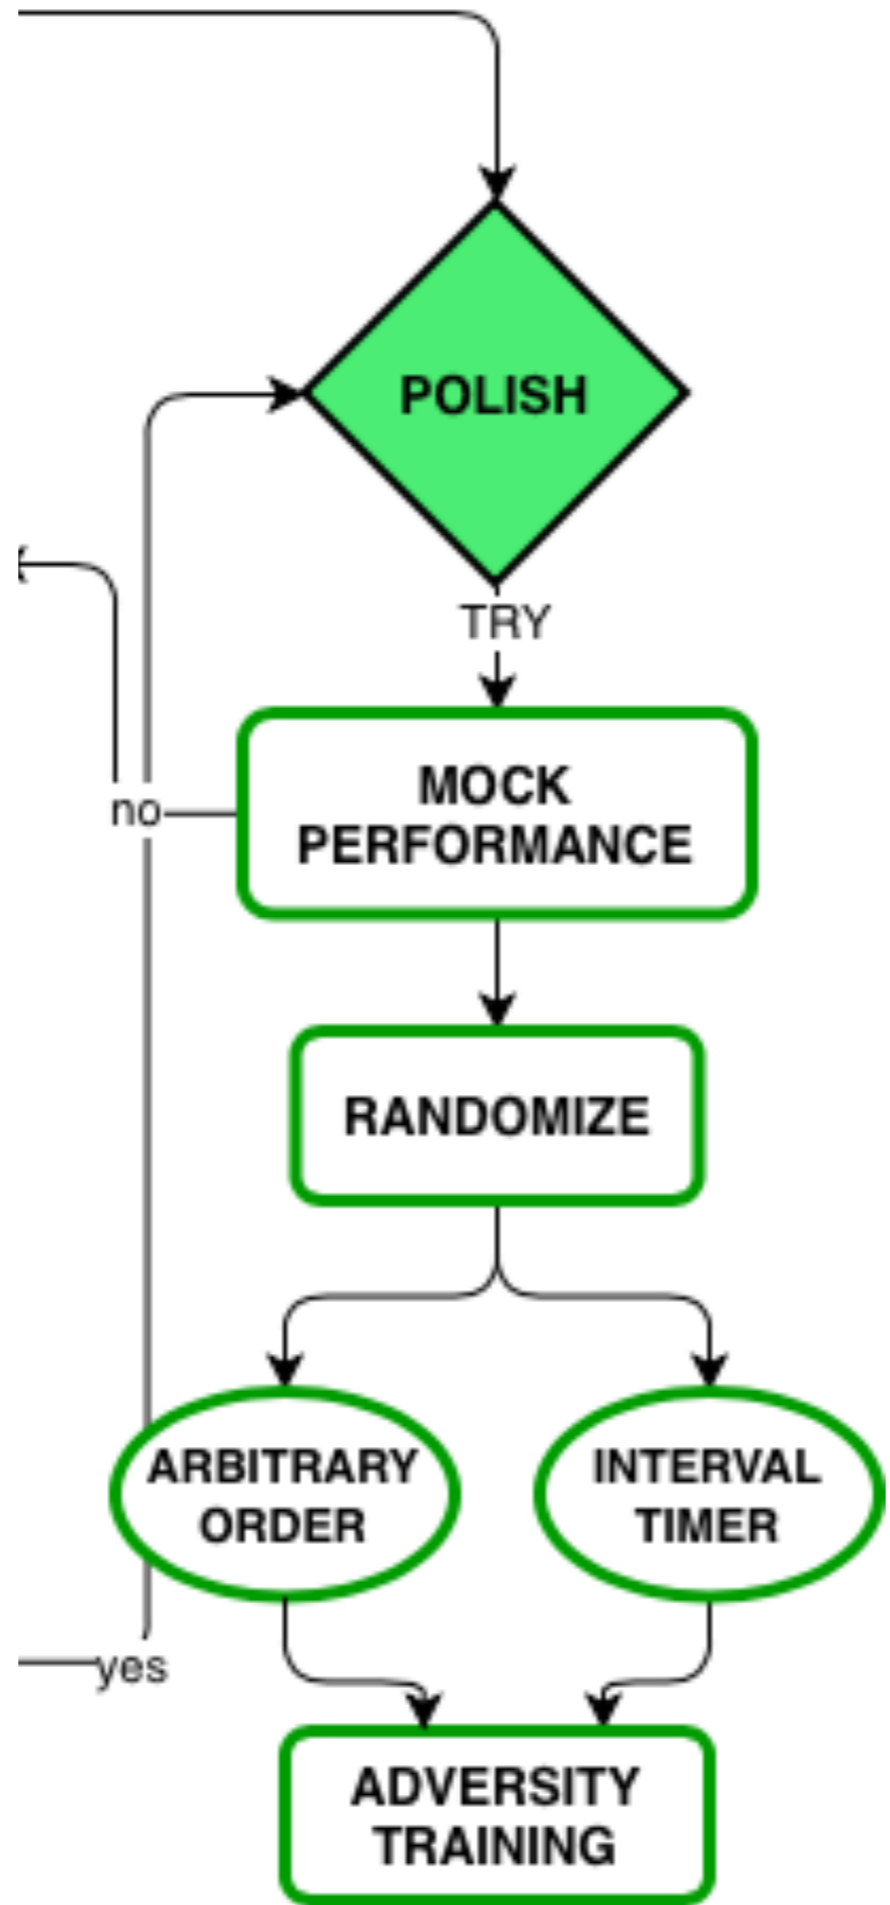 POLISH
TRY
MOCK
PERFORMANCE
no
RANDOMIZE
ARBITRARY
ORDER
INTERVAL
TIMER
yes
ADVERSITY
TRAINING